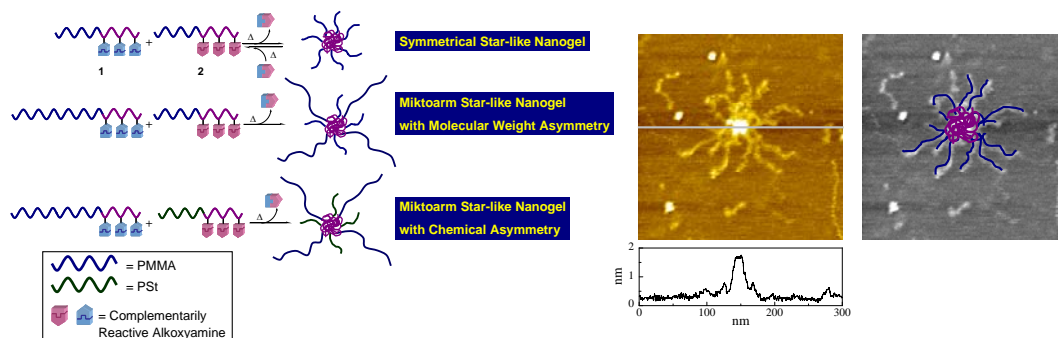 Δ
+
Δ
1
2
Symmetrical Star-like Nanogel
+
Δ
Miktoarm Star-like Nanogel
with Molecular Weight Asymmetry
+
Δ
Miktoarm Star-like Nanogel
with Chemical Asymmetry
= PMMA
= PSt
= Complementarily
Reactive Alkoxyamine
2
1
0
nm
0
100
200
300
nm